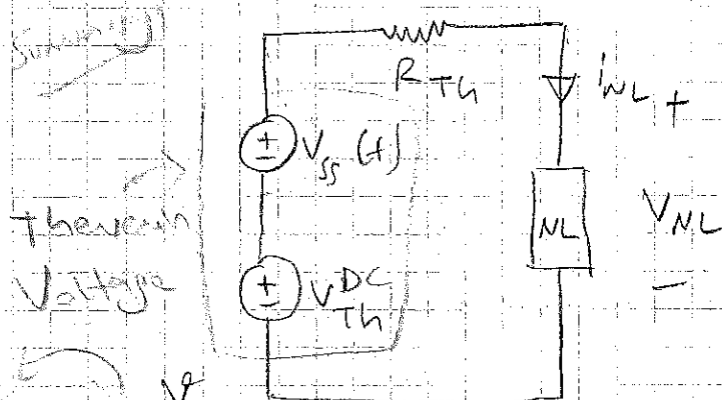 R_Th
i_NL +
V_ss (t)
Thevenin
Voltage
NL
V_NL
V^DC_Th